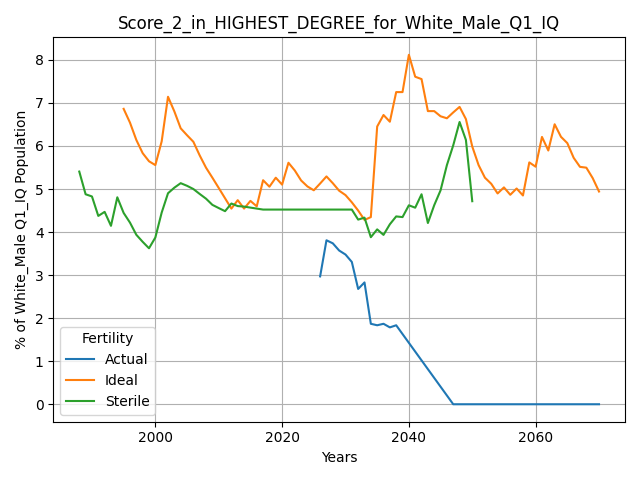 Score_2_in_HIGHEST_DEGREE_for_White_Male_Q1_IQ
% of White_Male Q1_IQ Population
8
7
6
5
4
3
2
1
0
Fertility
Actual
Ideal
Sterile
2000 2020 2040 2060
Years